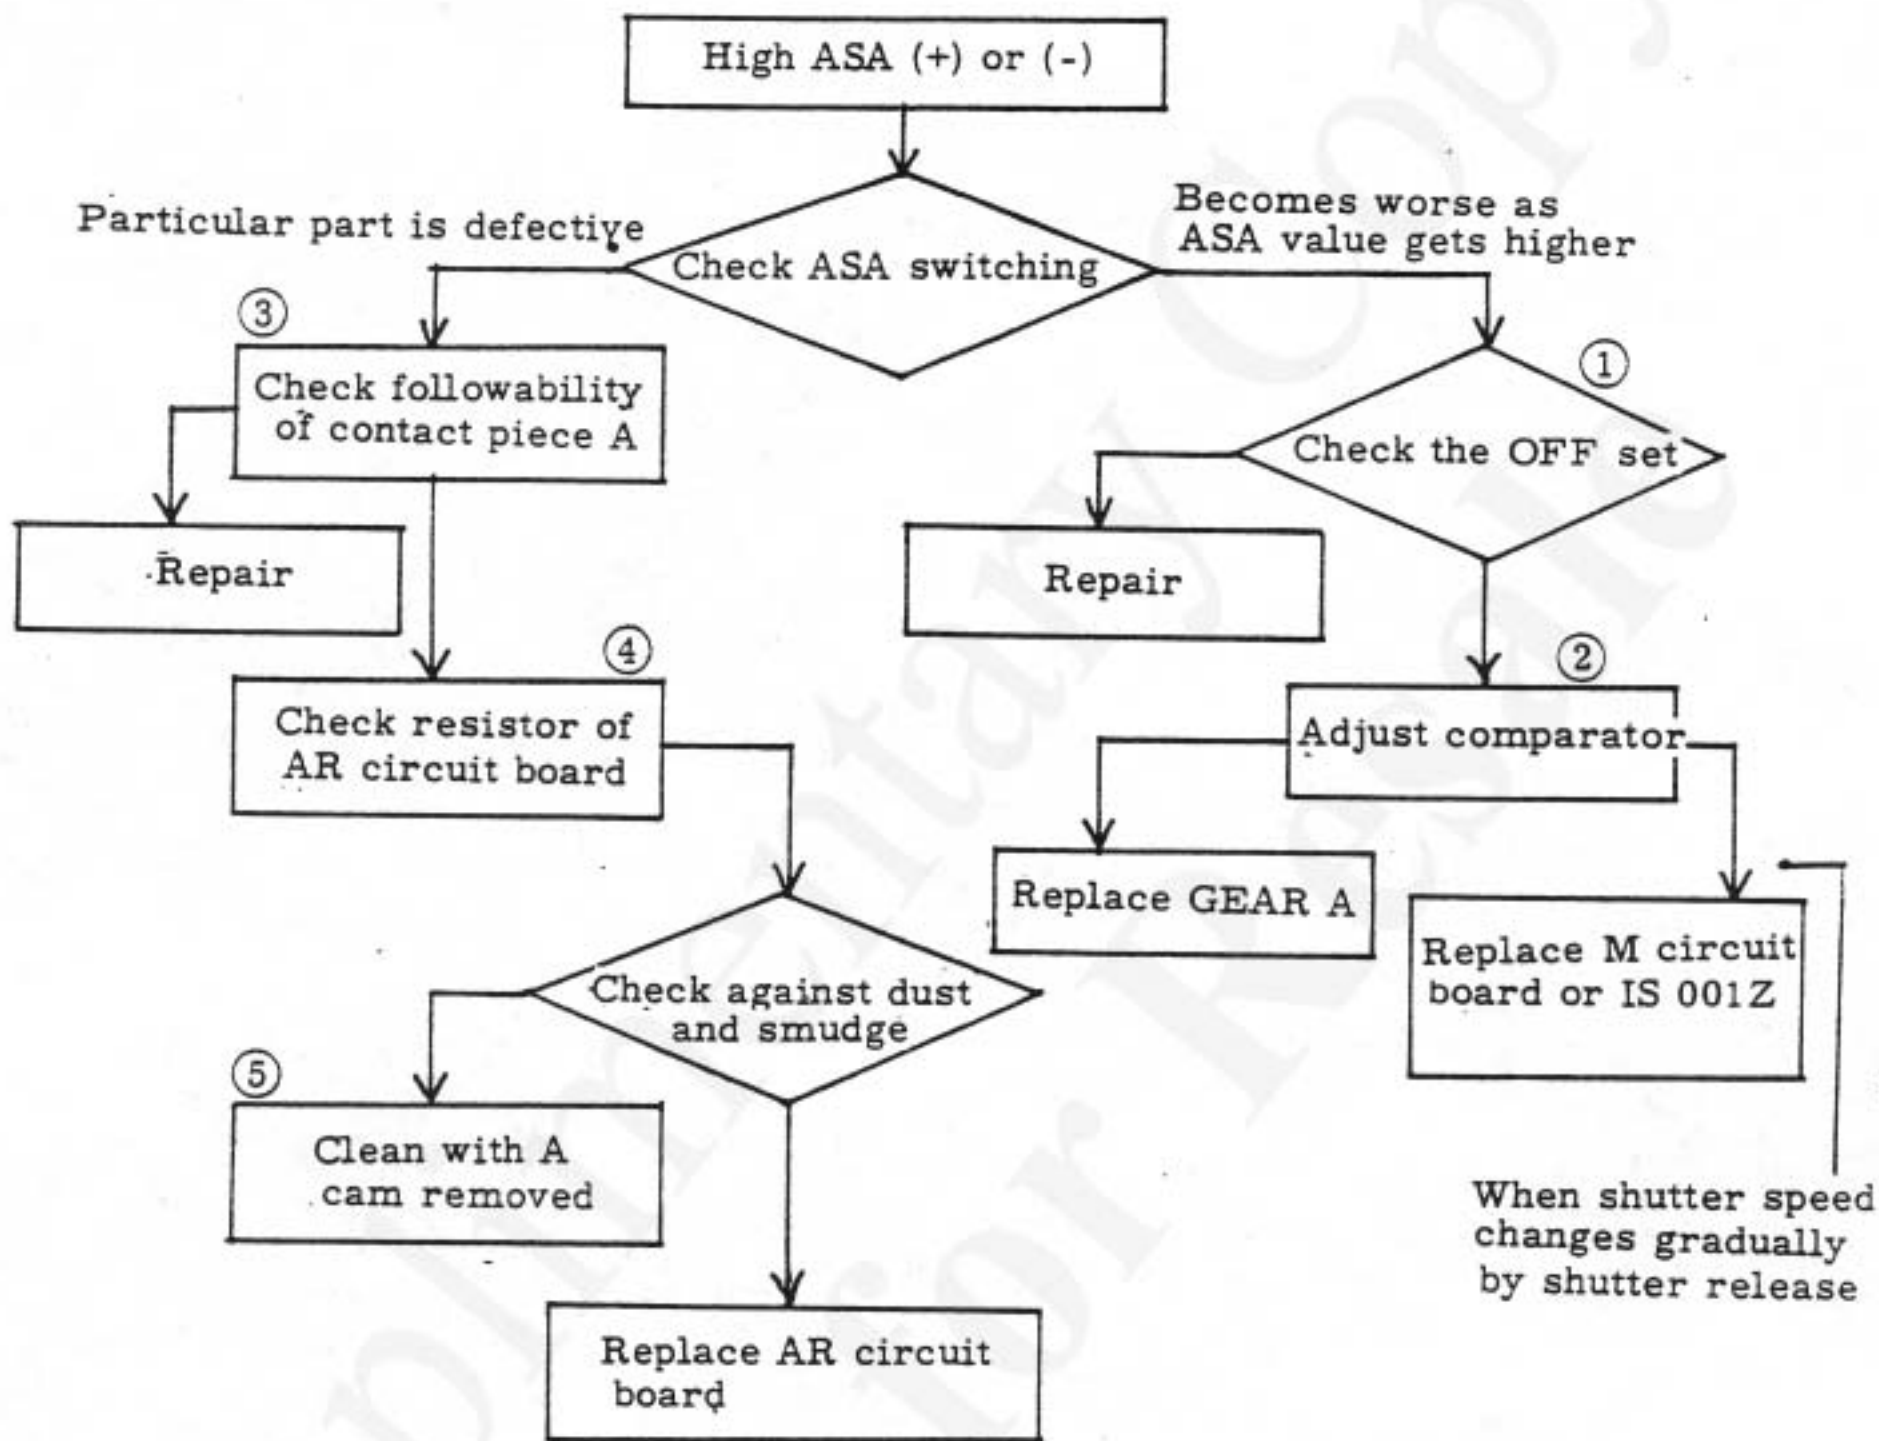 High ASA (+) or (-)
Particular part is defective
Becomes worse as
ASA value gets higher
Check ASA switching
③
Check followability
of contact piece A
①
Check the OFF set
Repair
Repair
④
Check resistor of
AR circuit board
②
Adjust comparator
Replace GEAR A
Replace M circuit
board or IS 001Z
Check against dust
and smudge
⑤
Clean with A
cam removed
When shutter speed
changes gradually
by shutter release
Replace AR circuit
board
for Resale
Copy